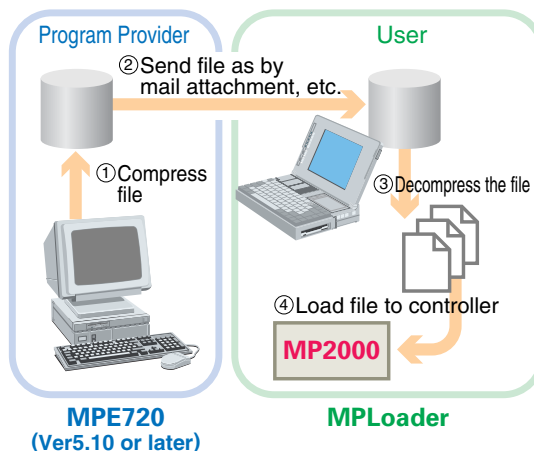 Program Provider
User
②Send file as by
mail attachment, etc.
①Compress
file
③Decompress the file
④Load file to controller
MP2000
MPE720
(Ver5.10 or later)
MPLoader